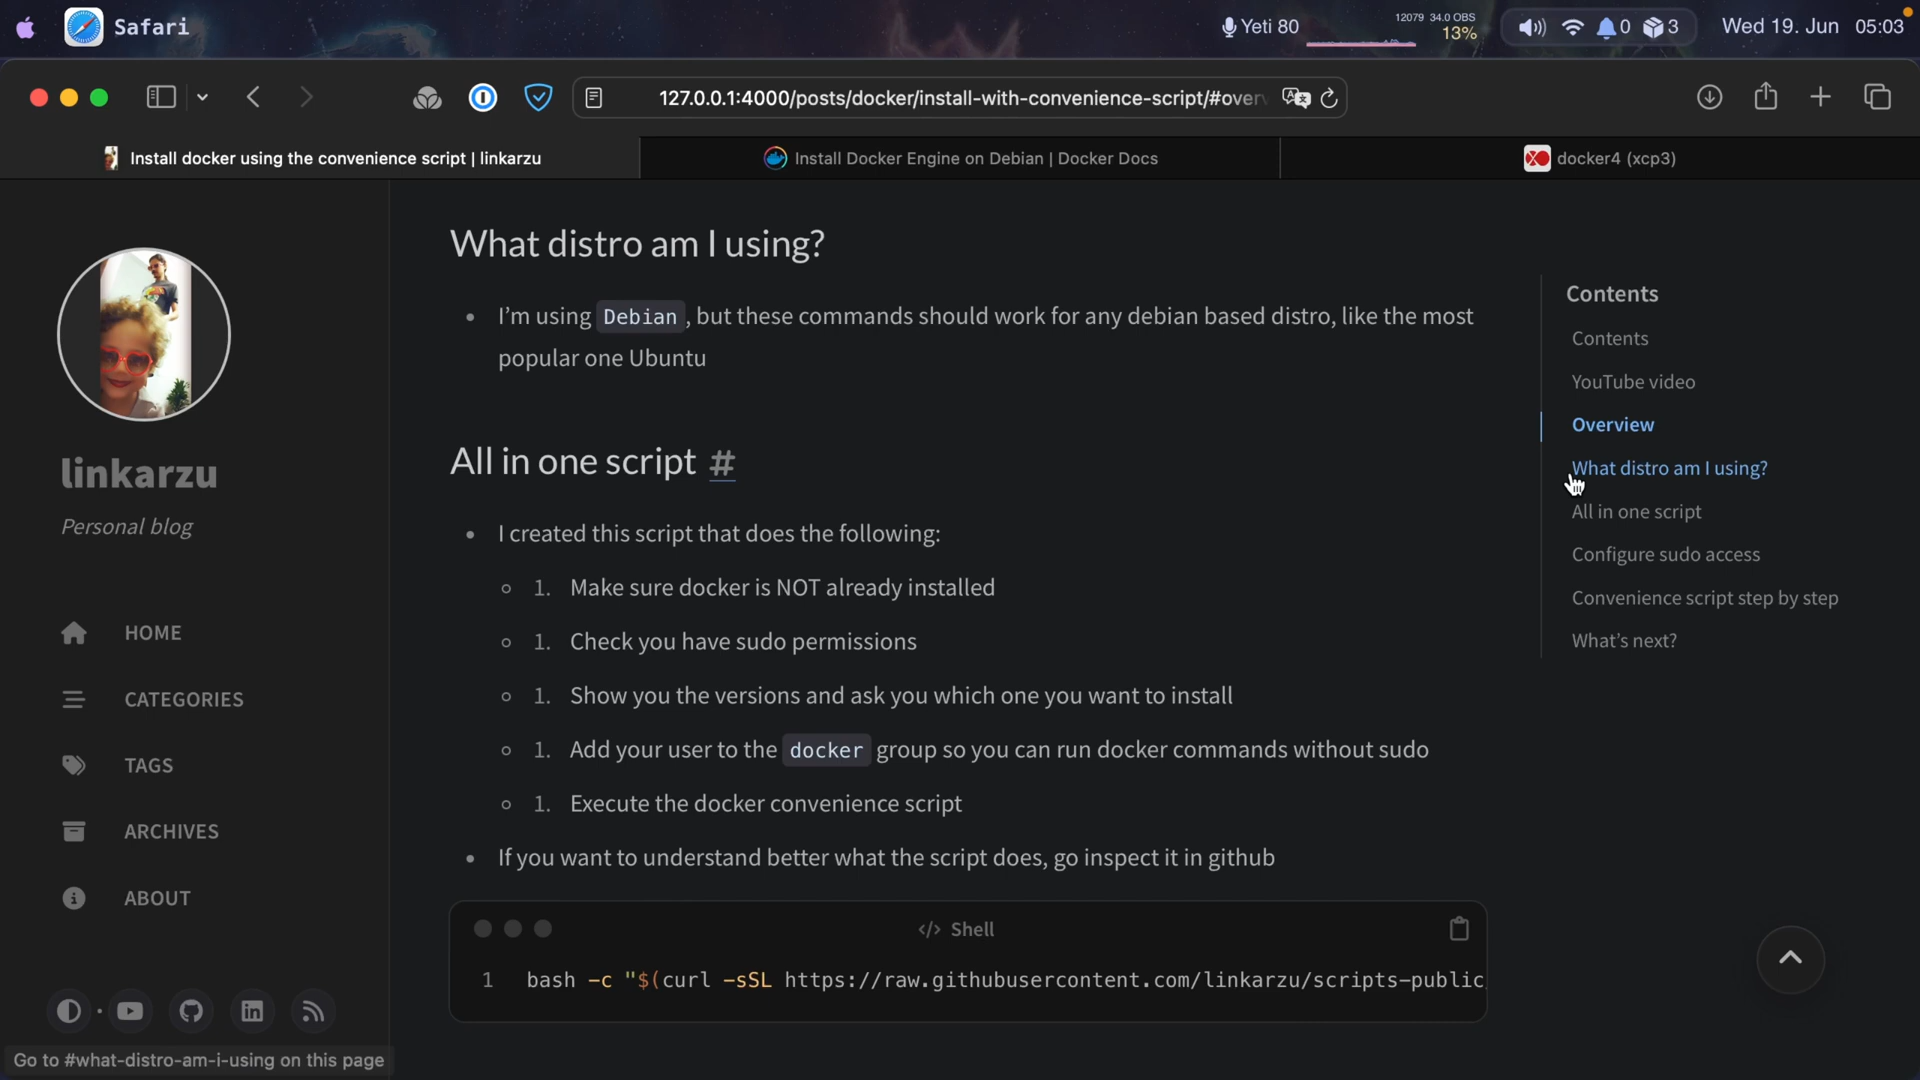 Safari
Yeti 80
12079 34.0 OBS
13%
0
3
Wed 19. Jun 05:03
127.0.0.1:4000/posts/docker/install-with-convenience-script/#over
Install docker using the convenience script | linkarzu
Install Docker Engine on Debian | Docker Docs
docker4 (xcp3)
linkarzu
Personal blog
HOME
CATEGORIES
TAGS
ARCHIVES
ABOUT
What distro am I using?
• I’m using Debian, but these commands should work for any debian based distro, like the most
popular one Ubuntu
All in one script #
• I created this script that does the following:
1. Make sure docker is NOT already installed
1. Check you have sudo permissions
1. Show you the versions and ask you which one you want to install
1. Add your user to the docker group so you can run docker commands without sudo
1. Execute the docker convenience script
• If you want to understand better what the script does, go inspect it in github
</> Shell
1 bash -c "$(curl -sSL https://raw.githubusercontent.com/linkarzu/scripts-public
Contents
Contents
YouTube video
Overview
What distro am I using?
All in one script
Configure sudo access
Convenience script step by step
What’s next?
Go to #what-distro-am-i-using on this page